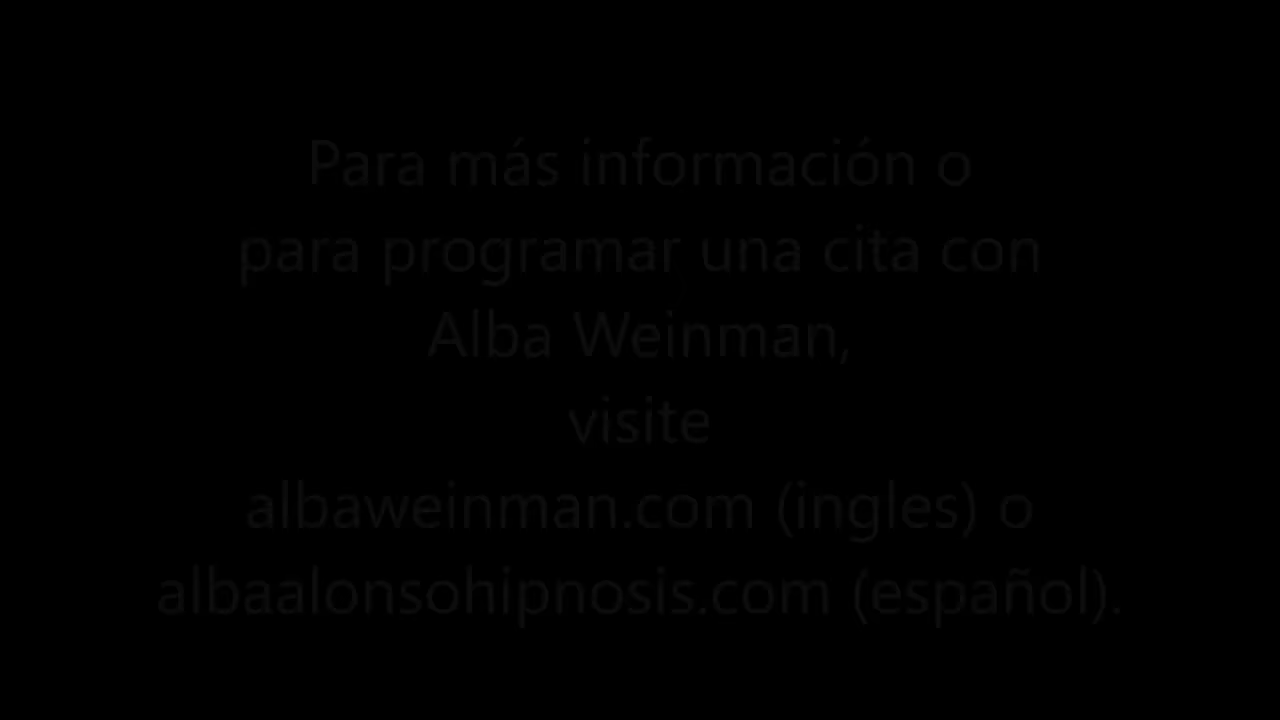 Para más información o
para programar una cita con
Alba Weinman,
visite
albaweinman.com (ingles) o
albaalonsohipnosis.com (español).